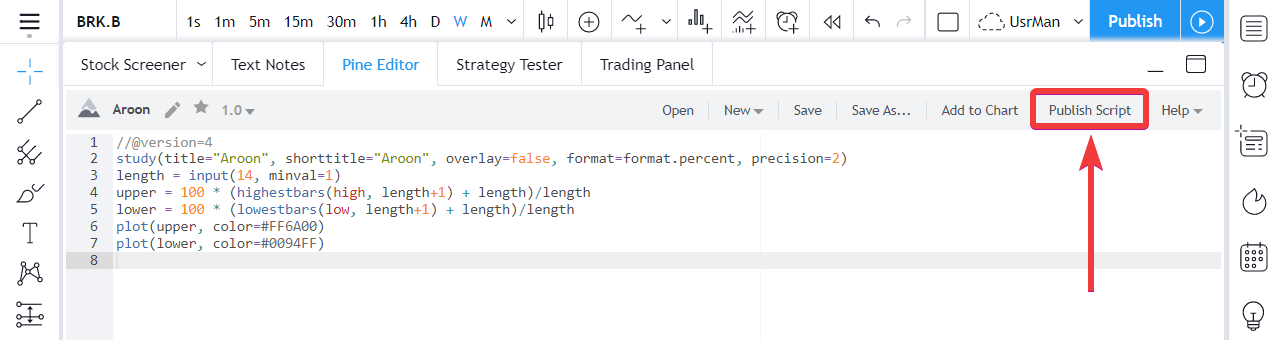 BRK.B 1s 1m 5m 15m 30m 1h 4h D W M UsrMan Publish
Stock Screener Text Notes Pine Editor Strategy Tester Trading Panel
Aroon 1.0 Open New Save Save As... Add to Chart Publish Script Help
1 //@version=4
2 study(title="Aroon", shorttitle="Aroon", overlay=false, format=format.percent, precision=2)
3 length = input(14, minval=1)
4 upper = 100 * (highestbars(high, length+1) + length)/length
5 lower = 100 * (lowestbars(low, length+1) + length)/length
6 plot(upper, color=#FF6A00)
7 plot(lower, color=#0094FF)
8
T